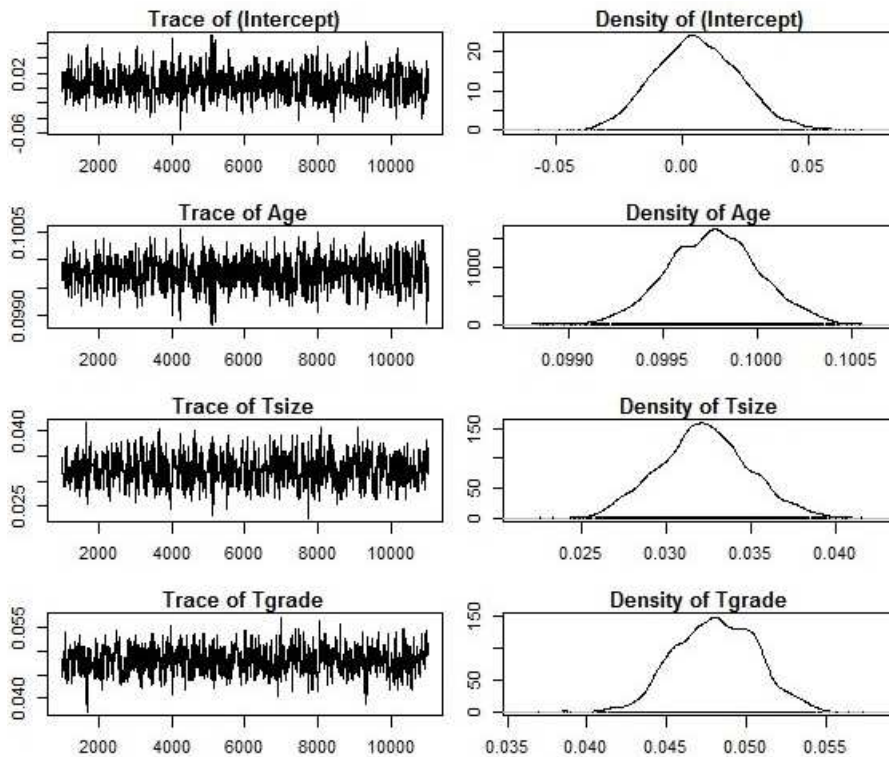 Trace of (Intercept)
0.02
-0.06
2000 4000 6000 8000 10000
Density of (Intercept)
20
10
0
-0.05 0.00 0.05
Trace of Age
0.1005
0.0990
2000 4000 6000 8000 10000
Density of Age
1000
0
0.0990 0.0995 0.1000 0.1005
Trace of Tsize
0.040
0.025
2000 4000 6000 8000 10000
Density of Tsize
150
50
0
0.025 0.030 0.035 0.040
Trace of Tgrade
0.055
0.040
2000 4000 6000 8000 10000
Density of Tgrade
150
50
0
0.035 0.040 0.045 0.050 0.055